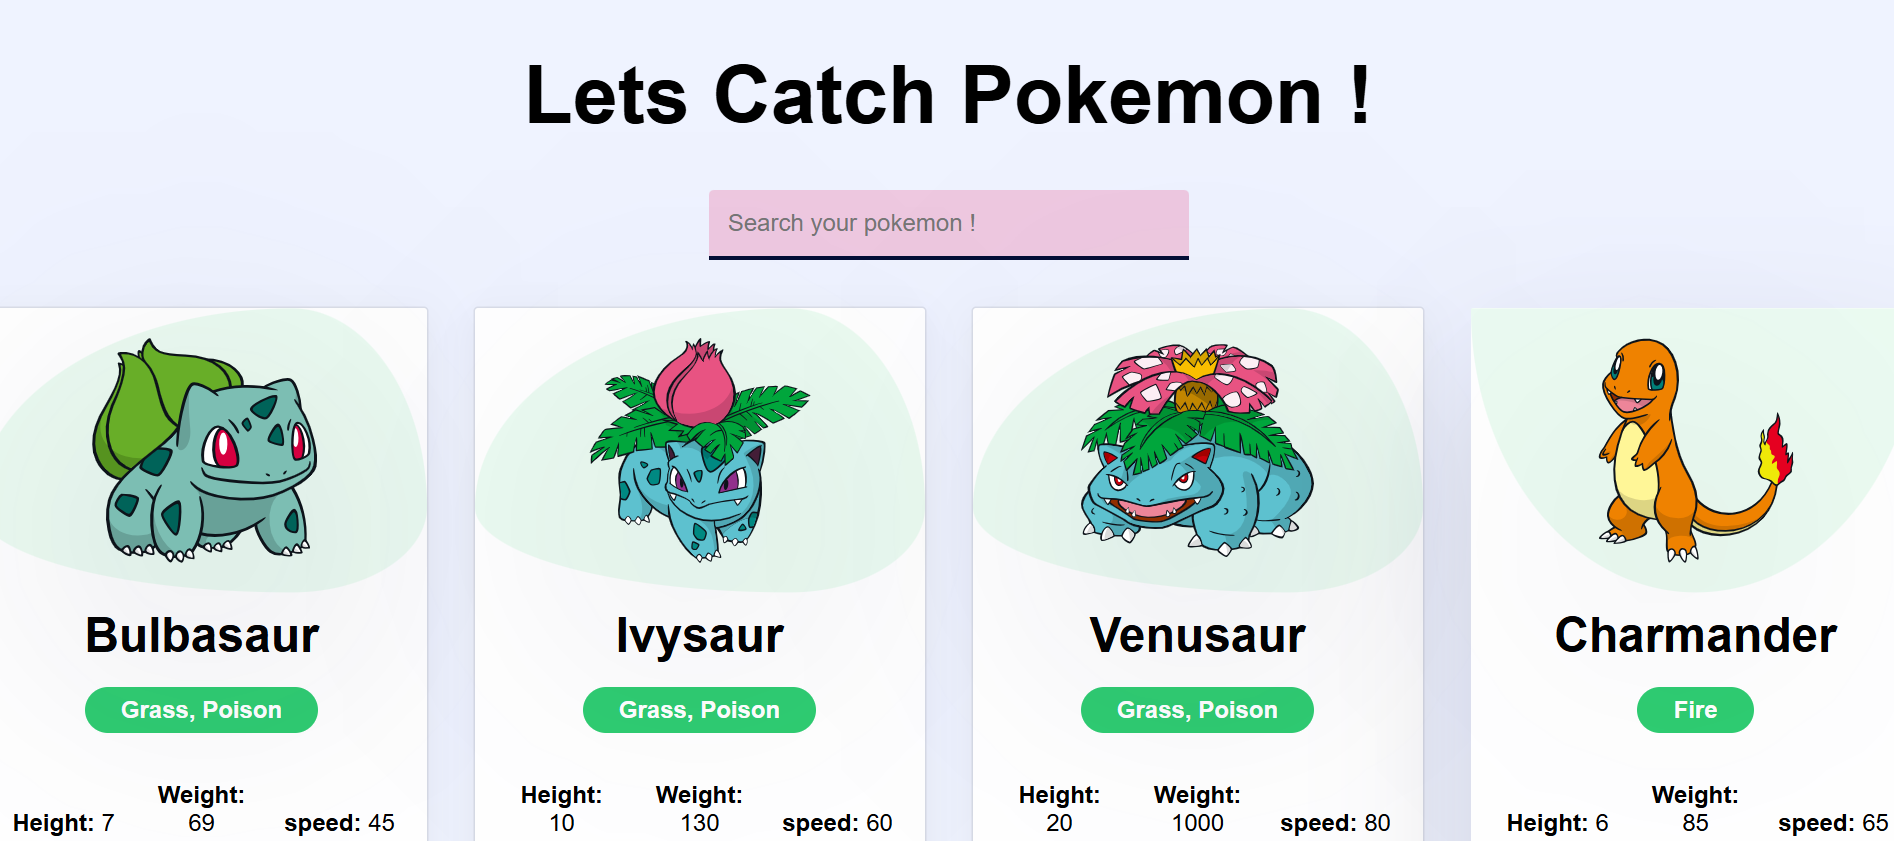 Lets Catch Pokemon !
Search your pokemon !
Bulbasaur
Grass, Poison
Height: 7
Weight:
69
speed: 45
Ivysaur
Grass, Poison
Height:
10
Weight:
130
speed: 60
Venusaur
Grass, Poison
Height:
20
Weight:
1000
speed: 80
Charmander
Fire
Height: 6
Weight:
85
speed: 65